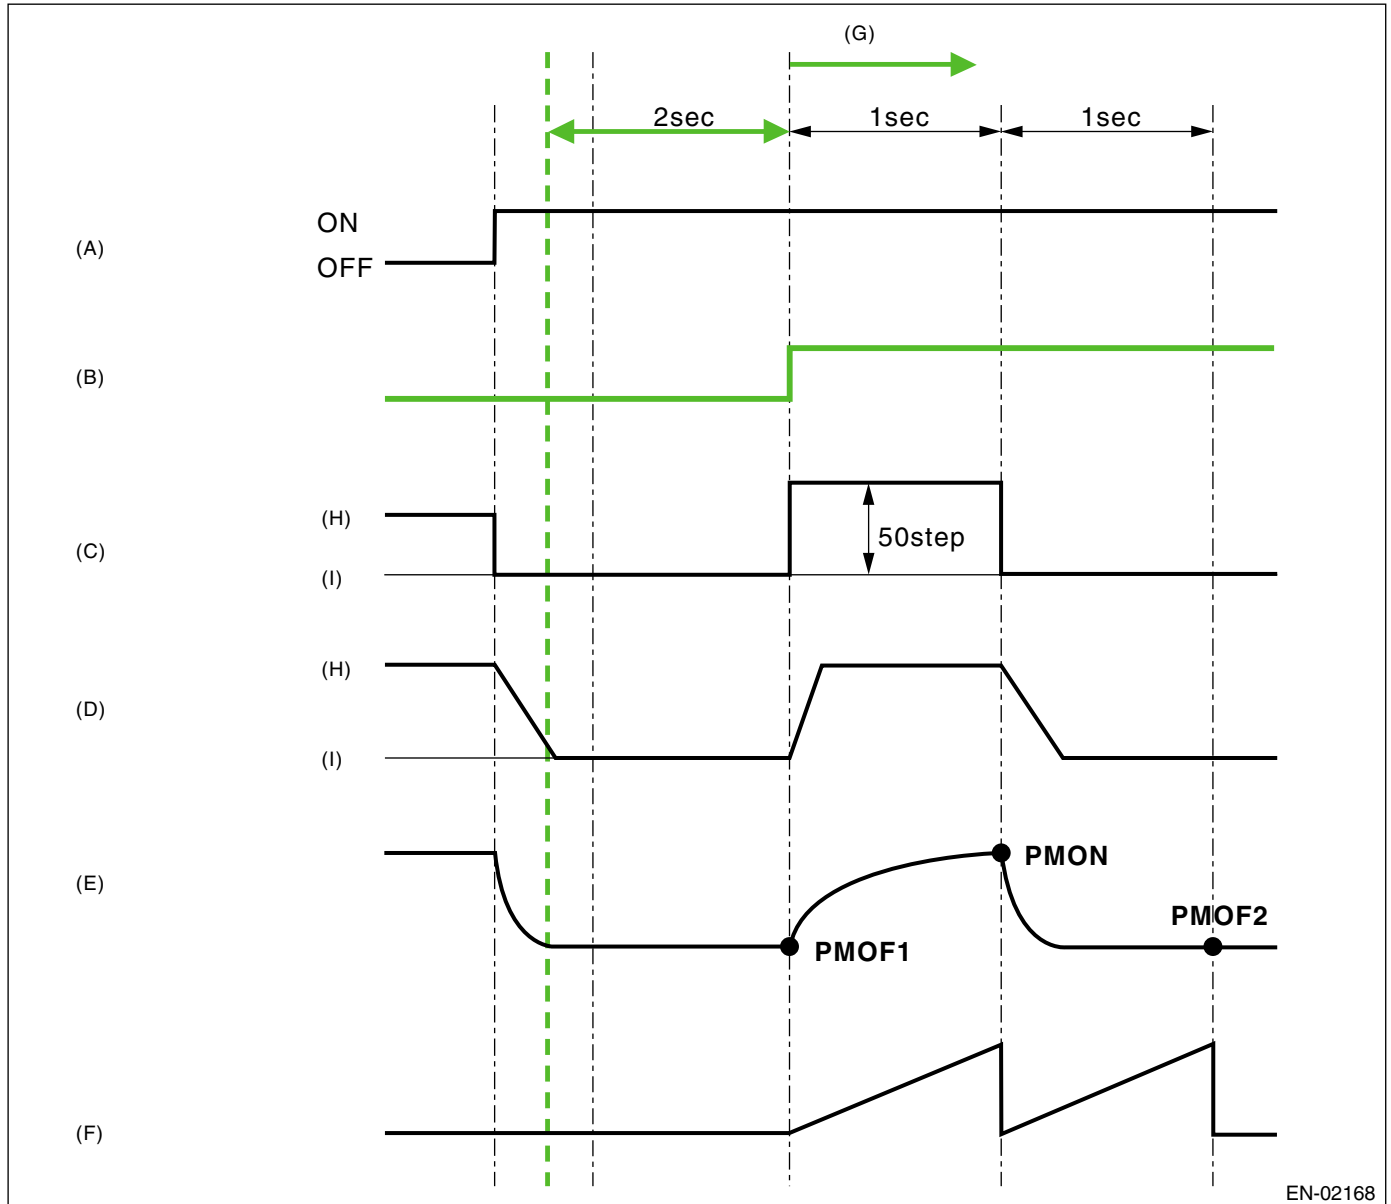 (G)
2sec 1sec 1sec
ON
(A)
OFF
(B)
(H)
50step
(C)
(I)
(H)
(D)
(I)
PMON
(E)
PMOF2
PMOF1
(F)
EN-02168